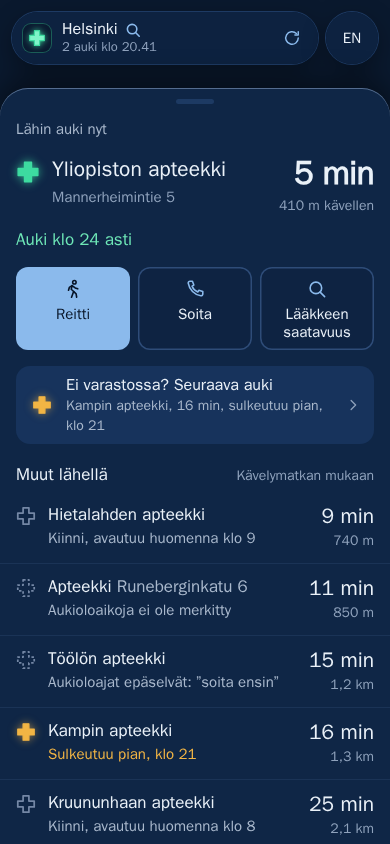 Helsinki
2 auki klo 20.41
EN
Lähin auki nyt
Yliopiston apteekki
5 min
Mannerheimintie 5
410 m kävellen
Auki klo 24 asti
Reitti
Soita
Lääkkeen
saatavuus
Ei varastossa? Seuraava auki
Kampin apteekki, 16 min, sulkeutuu pian,
klo 21
Muut lähellä
Kävelymatkan mukaan
Hietalahden apteekki
9 min
Kiinni, avautuu huomenna klo 9
740 m
Apteekki Runeberginkatu 6
11 min
Aukioloaikoja ei ole merkitty
850 m
Töölön apteekki
15 min
Aukioloajat epäselvät: ”soita ensin”
1,2 km
Kampin apteekki
16 min
Sulkeutuu pian, klo 21
1,3 km
Kruununhaan apteekki
25 min
Kiinni, avautuu huomenna klo 8
2,1 km